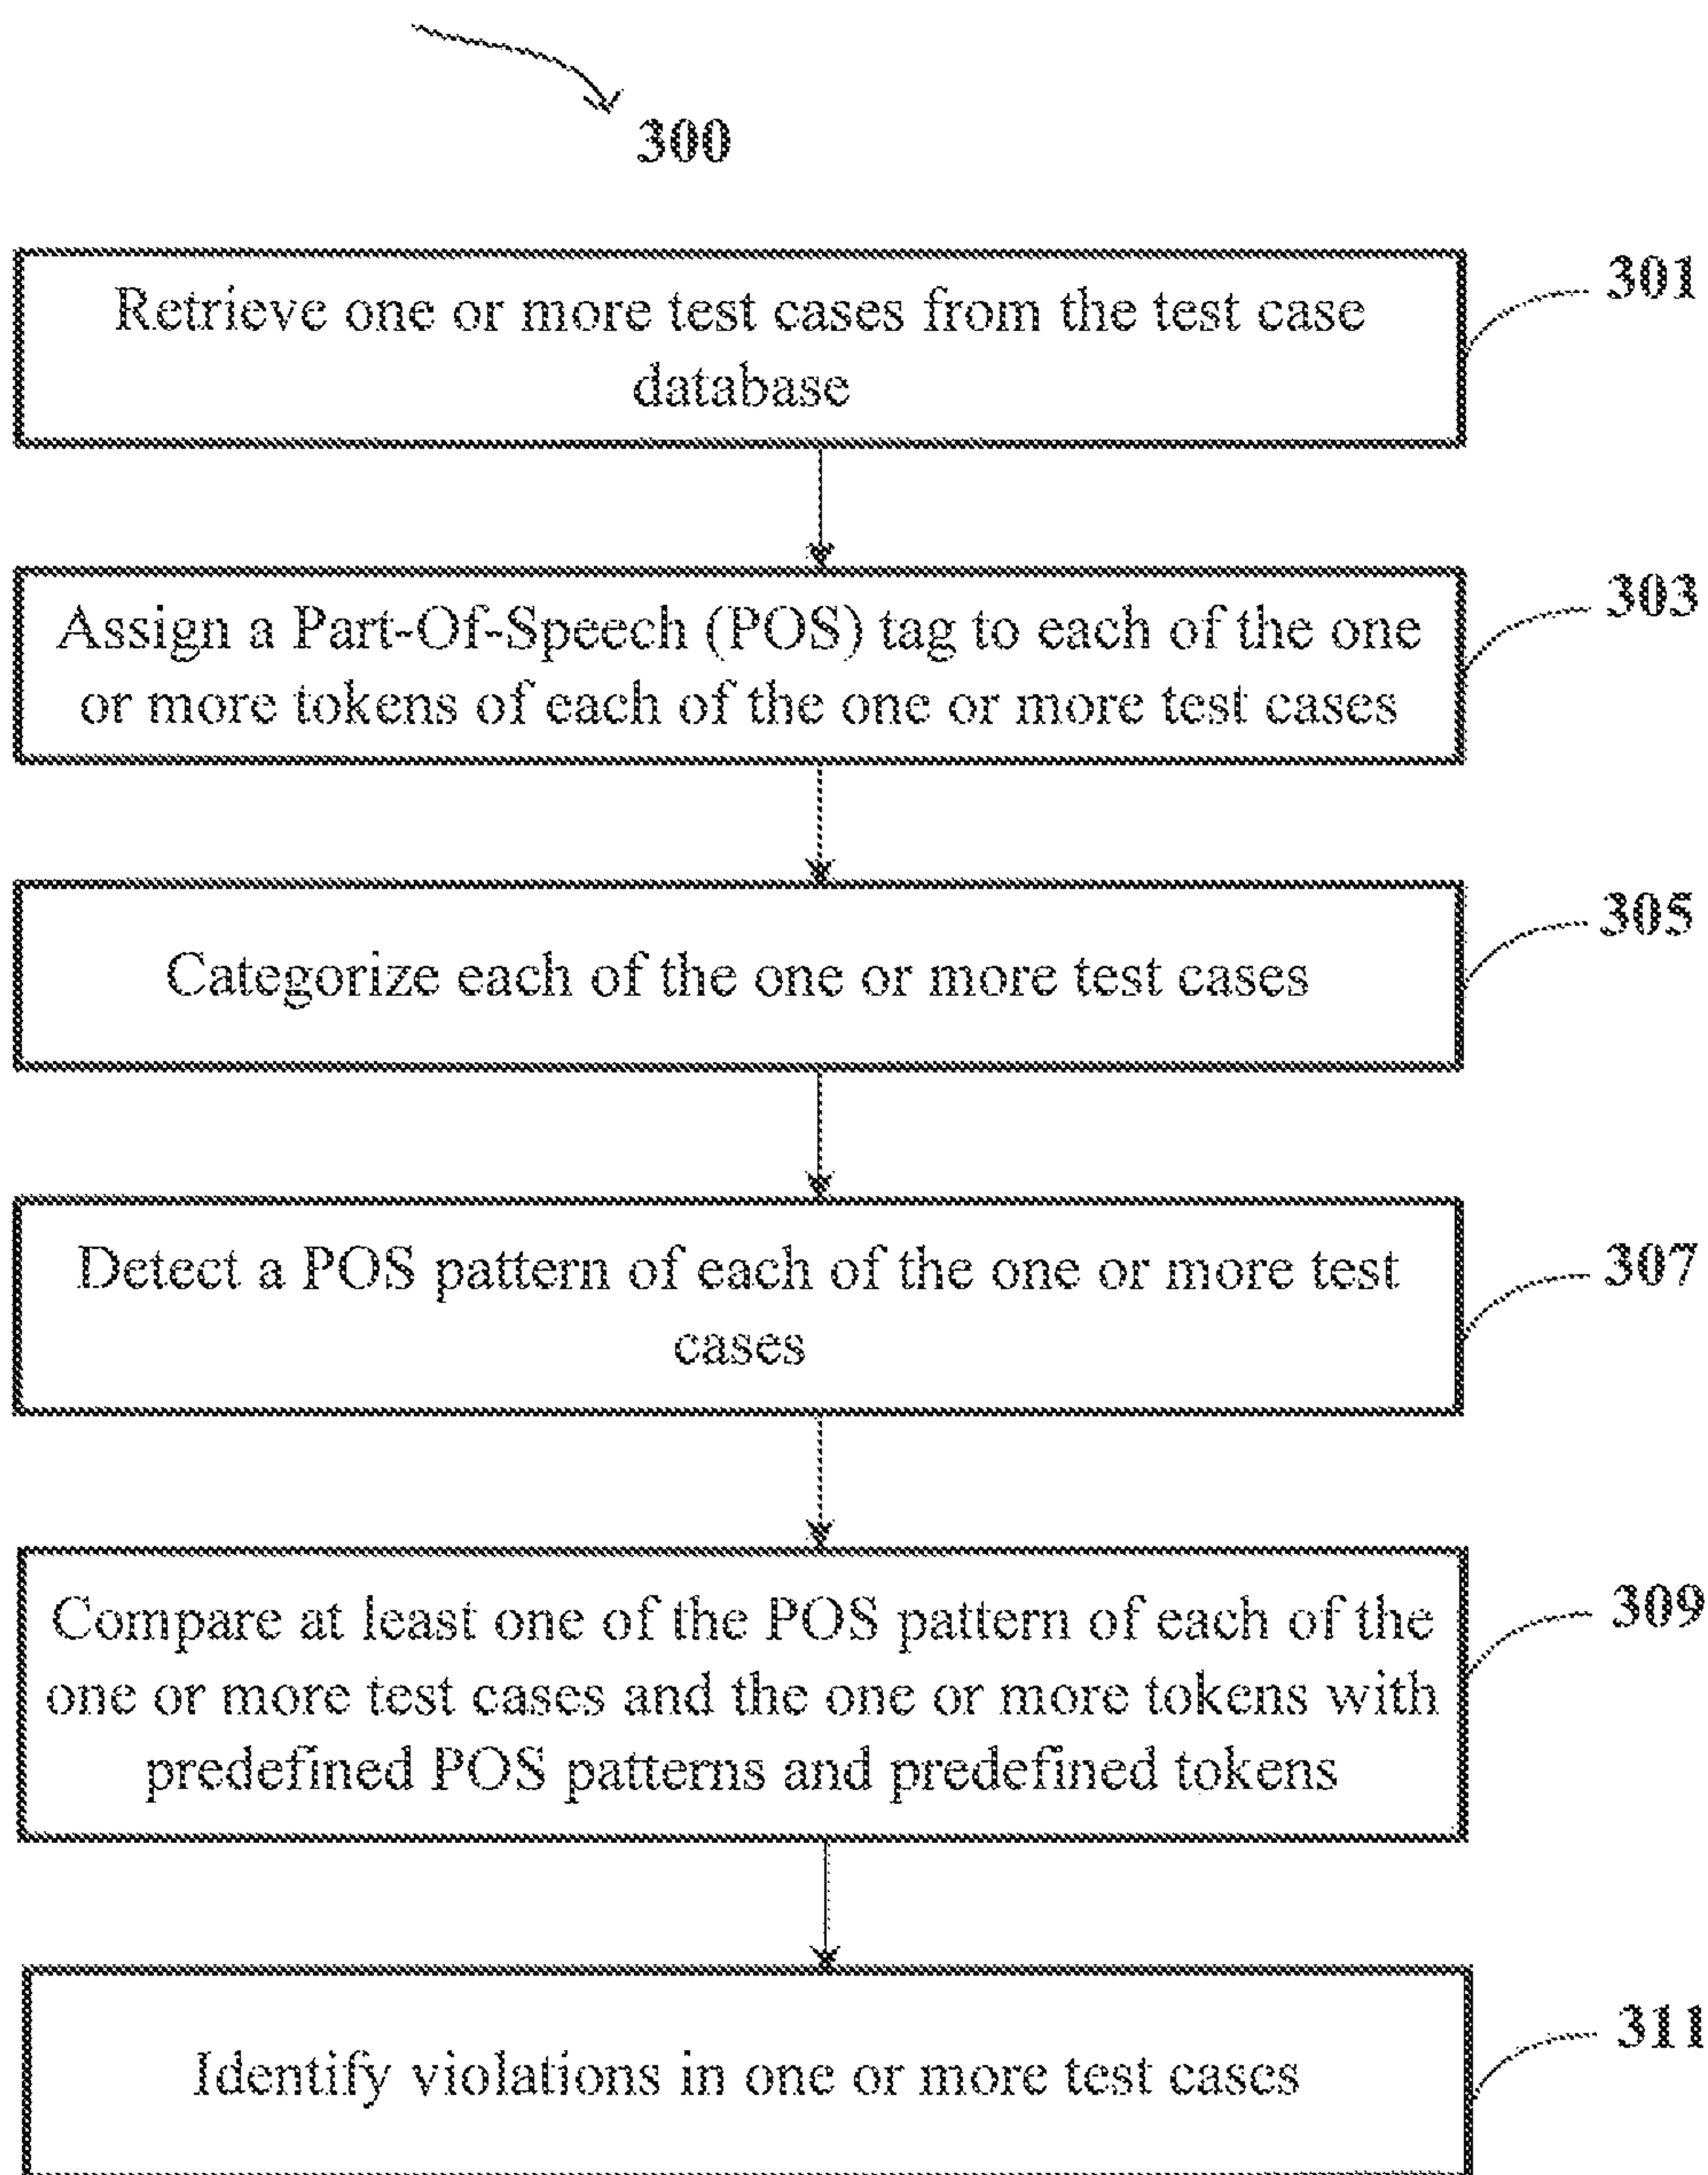 300
Retrieve one or more test cases from the test case
database
301
Assign a Part-Of-Speech (POS) tag to each of the one
or more tokens of each of the one or more test cases
303
Categorize each of the one or more test cases
305
Detect a POS pattern of each of the one or more test
cases
307
Compare at least one of the POS pattern of each of the
one or more test cases and the one or more tokens with
predefined POS patterns and predefined tokens
309
Identify violations in one or more test cases
311